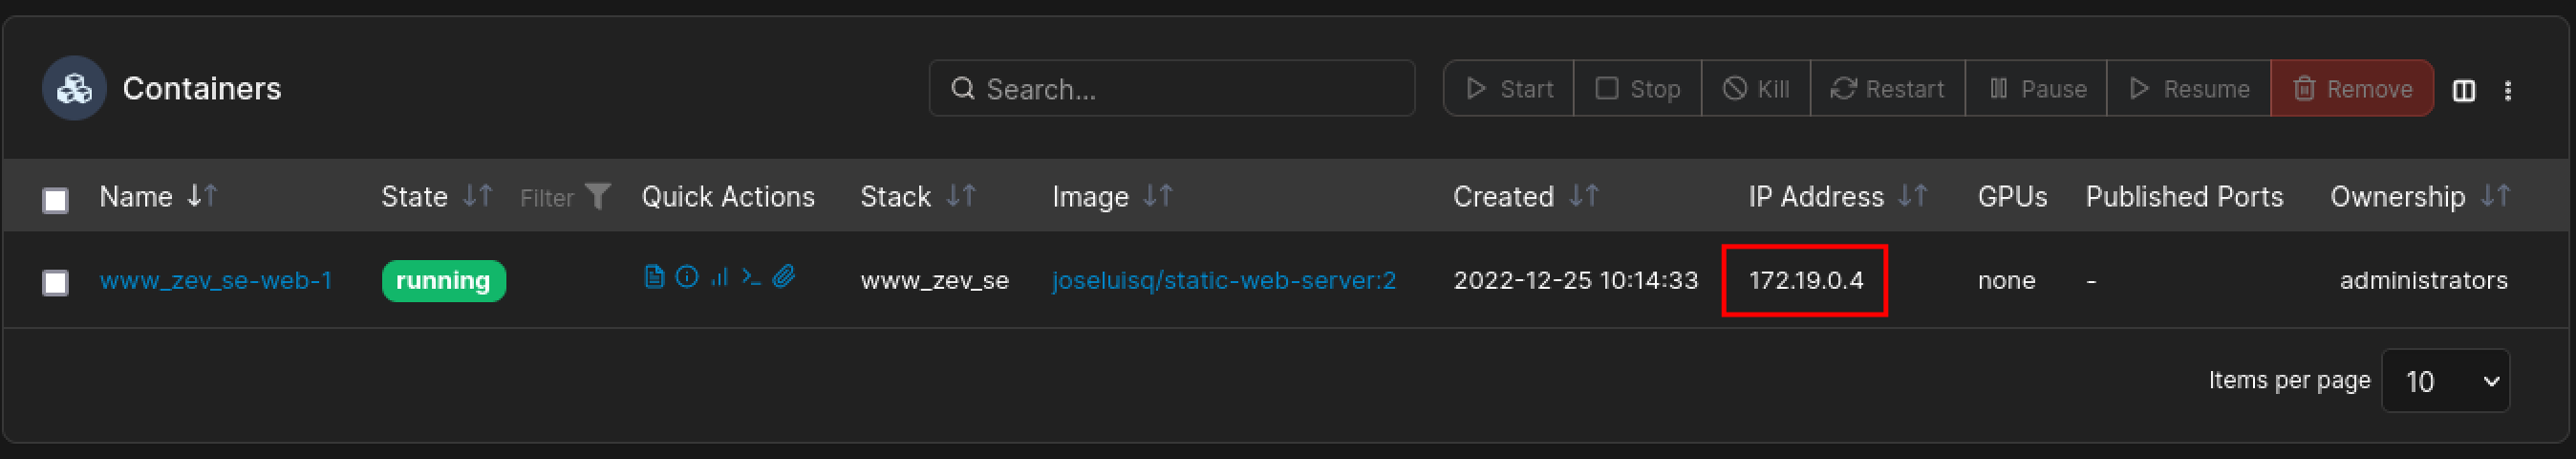 Containers Search... Start Stop Kill Restart Pause Resume Remove
Name State Filter Quick Actions Stack Image Created IP Address GPUs Published Ports Ownership
www_zev_se-web-1 running www_zev_se joseluisq/static-web-server:2 2022-12-25 10:14:33 172.19.0.4 none - administrators
Items per page 10